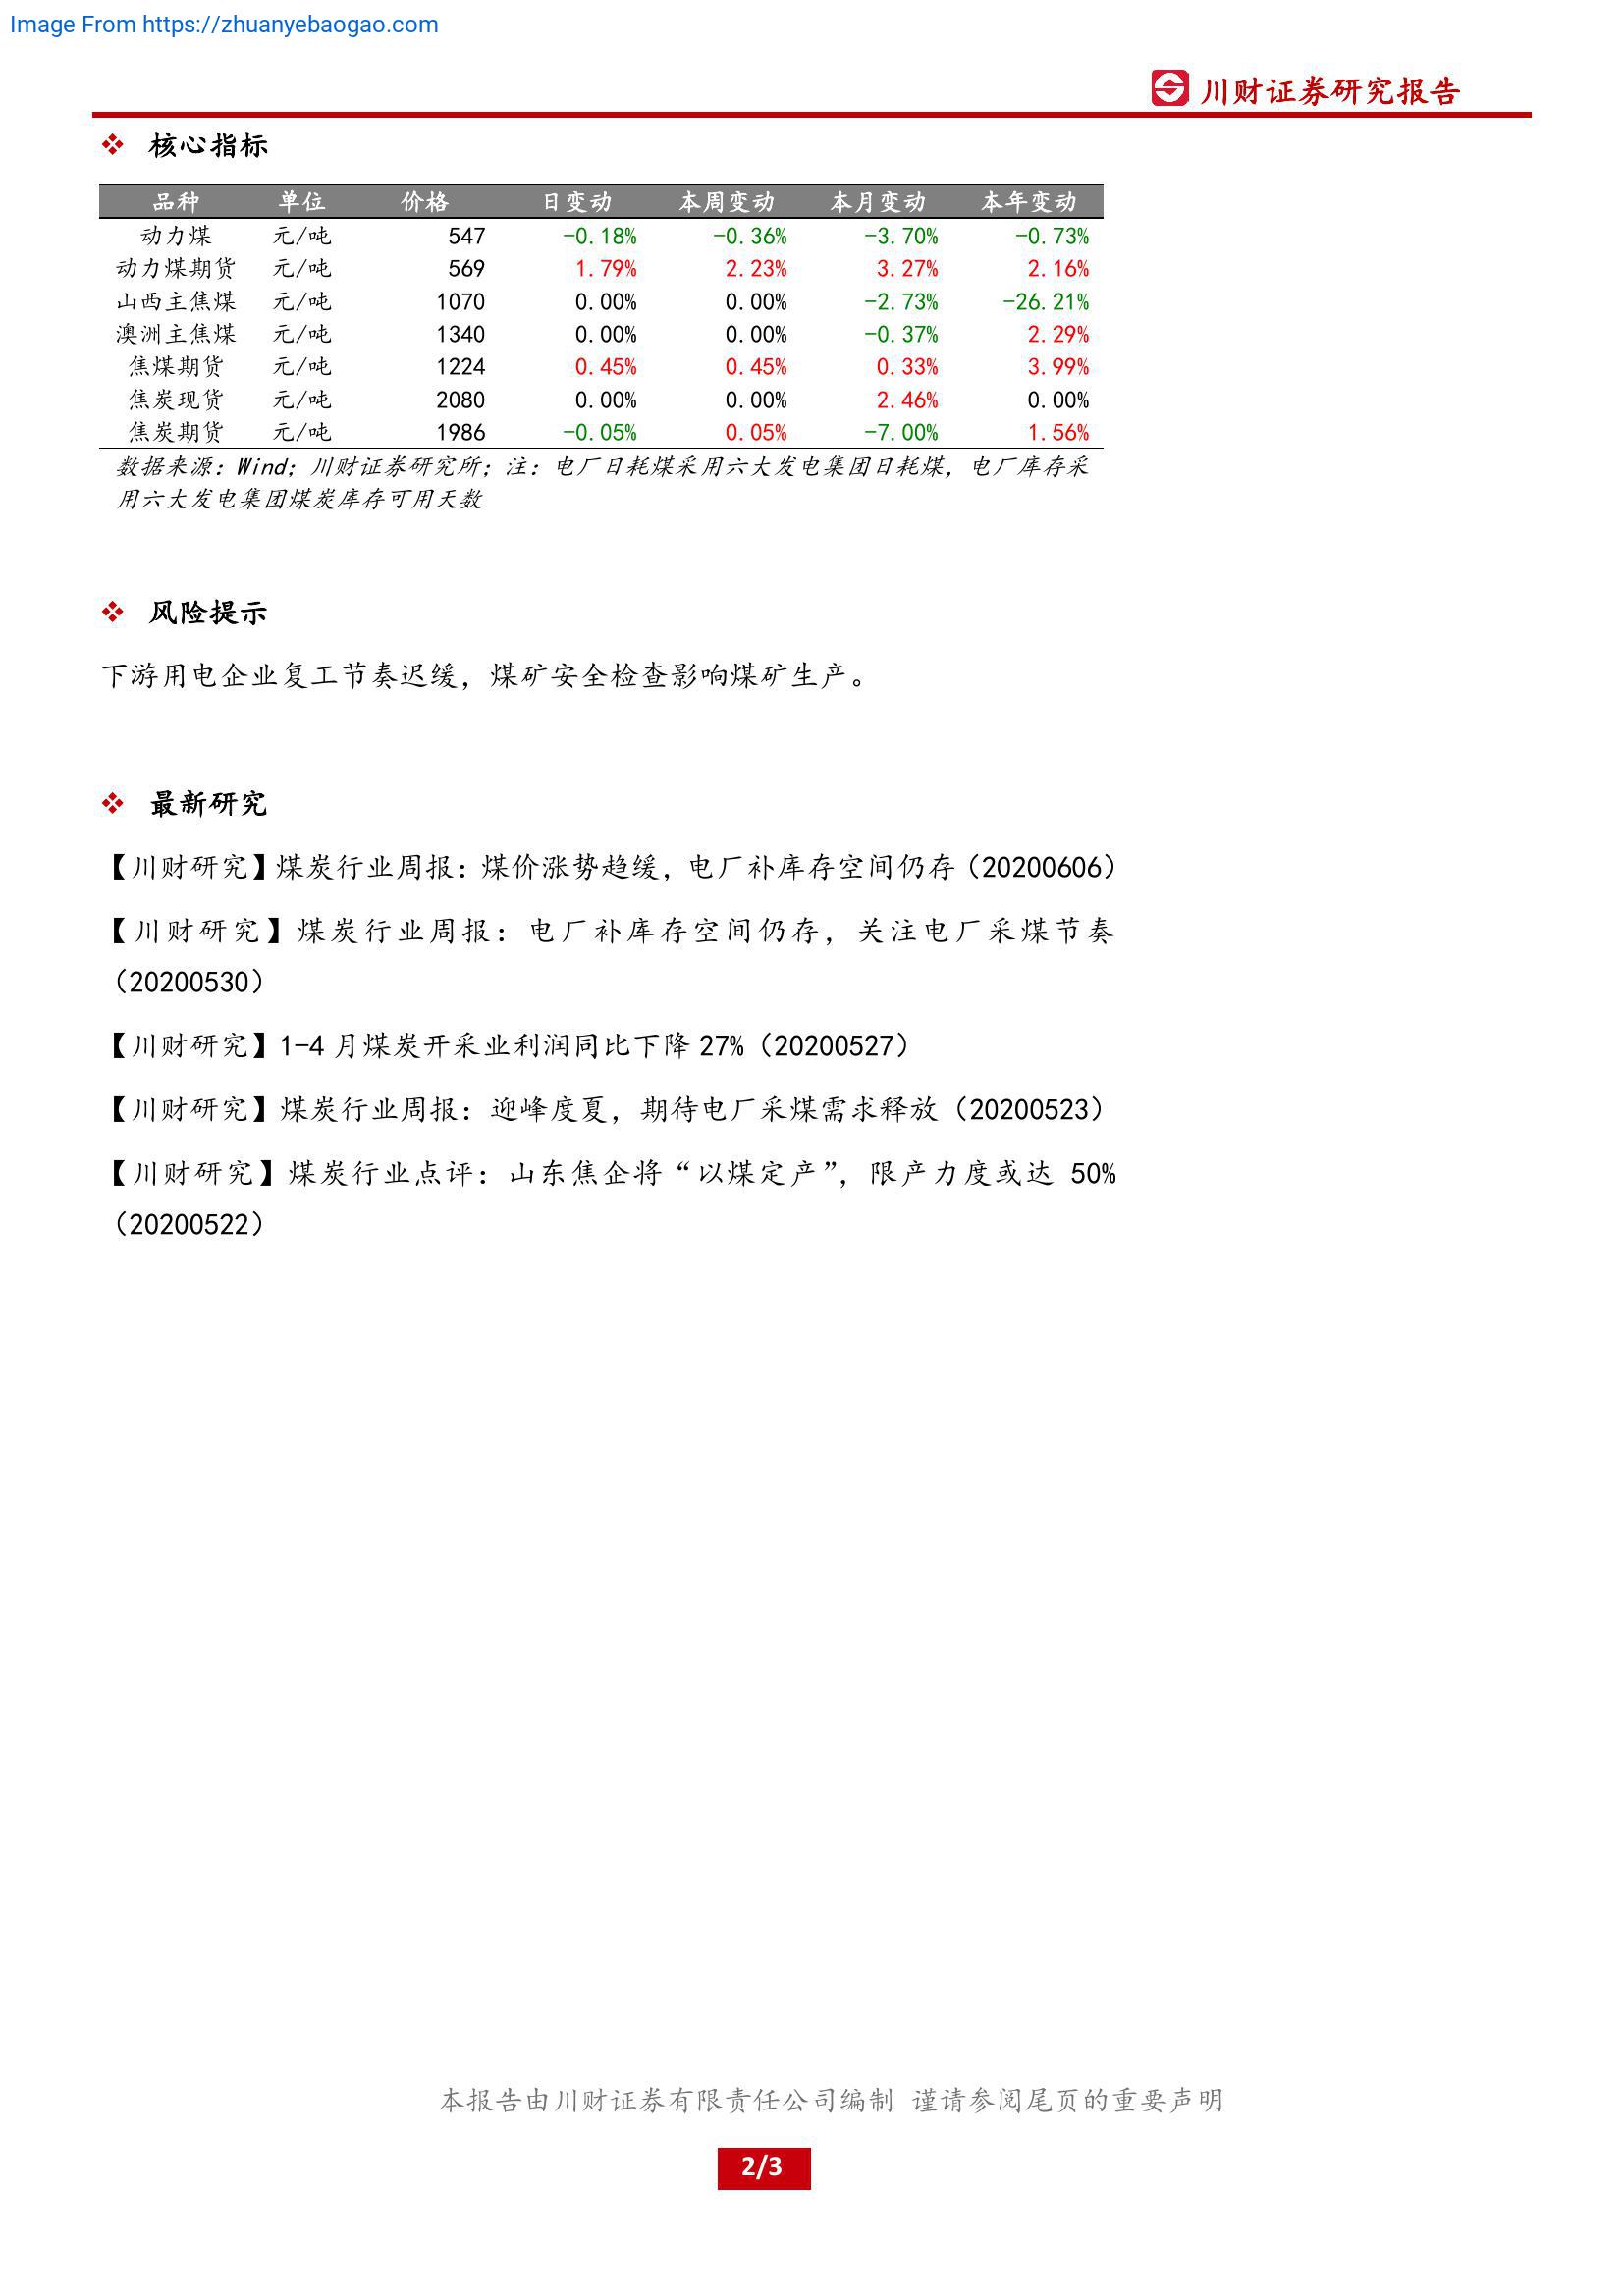 Image From https://zhuanyebaogao.com
川财证券研究报告
核心指标
品种 单位 价格 日变动 本周变动 本月变动 本年变动
动力煤 元/吨 547 -0.18% -0.36% -3.70% -0.73%
动力煤期货 元/吨 569 1.79% 2.23% 3.27% 2.16%
山西主焦煤 元/吨 1070 0.00% 0.00% -2.73% -26.21%
澳洲主焦煤 元/吨 1340 0.00% 0.00% -0.37% 2.29%
焦煤期货 元/吨 1224 0.45% 0.45% 0.33% 3.99%
焦炭现货 元/吨 2080 0.00% 0.00% 2.46% 0.00%
焦炭期货 元/吨 1986 -0.05% 0.05% -7.00% 1.56%
数据来源：Wind；川财证券研究所；注：电厂日耗煤采用六大发电集团日耗煤，电厂库存采
用六大发电集团煤炭库存可用天数
风险提示
下游用电企业复工节奏迟缓，煤矿安全检查影响煤矿生产。
最新研究
【川财研究】煤炭行业周报：煤价涨势趋缓，电厂补库存空间仍存（20200606）
【川财研究】煤炭行业周报：电厂补库存空间仍存，关注电厂采煤节奏
（20200530）
【川财研究】1-4 月煤炭开采业利润同比下降 27%（20200527）
【川财研究】煤炭行业周报：迎峰度夏，期待电厂采煤需求释放（20200523）
【川财研究】煤炭行业点评：山东焦企将“以煤定产”，限产力度或达 50%
（20200522）
本报告由川财证券有限责任公司编制 谨请参阅尾页的重要声明
2/3